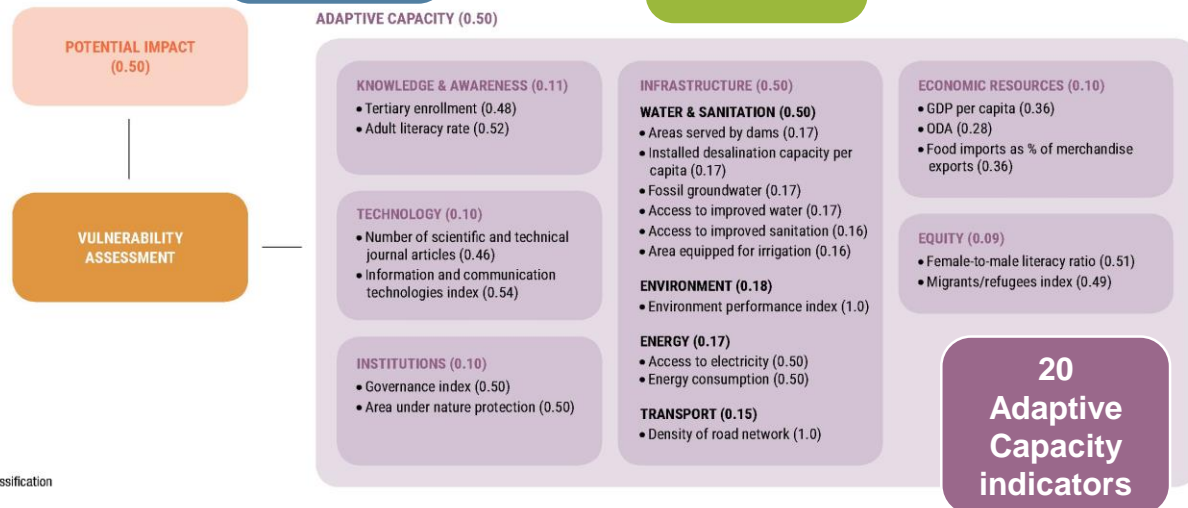 ADAPTIVE CAPACITY (0.50)
POTENTIAL IMPACT
(0.50)
VULNERABILITY
ASSESSMENT
KNOWLEDGE & AWARENESS (0.11)
• Tertiary enrollment (0.48)
• Adult literacy rate (0.52)
TECHNOLOGY (0.10)
• Number of scientific and technical
journal articles (0.46)
• Information and communication
technologies index (0.54)
INSTITUTIONS (0.10)
• Governance index (0.50)
• Area under nature protection (0.50)
INFRASTRUCTURE (0.50)
WATER & SANITATION (0.50)
• Areas served by dams (0.17)
• Installed desalination capacity per
capita (0.17)
• Fossil groundwater (0.17)
• Access to improved water (0.17)
• Access to improved sanitation (0.16)
• Area equipped for irrigation (0.16)
ENVIRONMENT (0.18)
• Environment performance index (1.0)
ENERGY (0.17)
• Access to electricity (0.50)
• Energy consumption (0.50)
TRANSPORT (0.15)
• Density of road network (1.0)
ECONOMIC RESOURCES (0.10)
• GDP per capita (0.36)
• ODA (0.28)
• Food imports as % of merchandise
exports (0.36)
EQUITY (0.09)
• Female-to-male literacy ratio (0.51)
• Migrants/refugees index (0.49)
20
Adaptive
Capacity
indicators
ssification